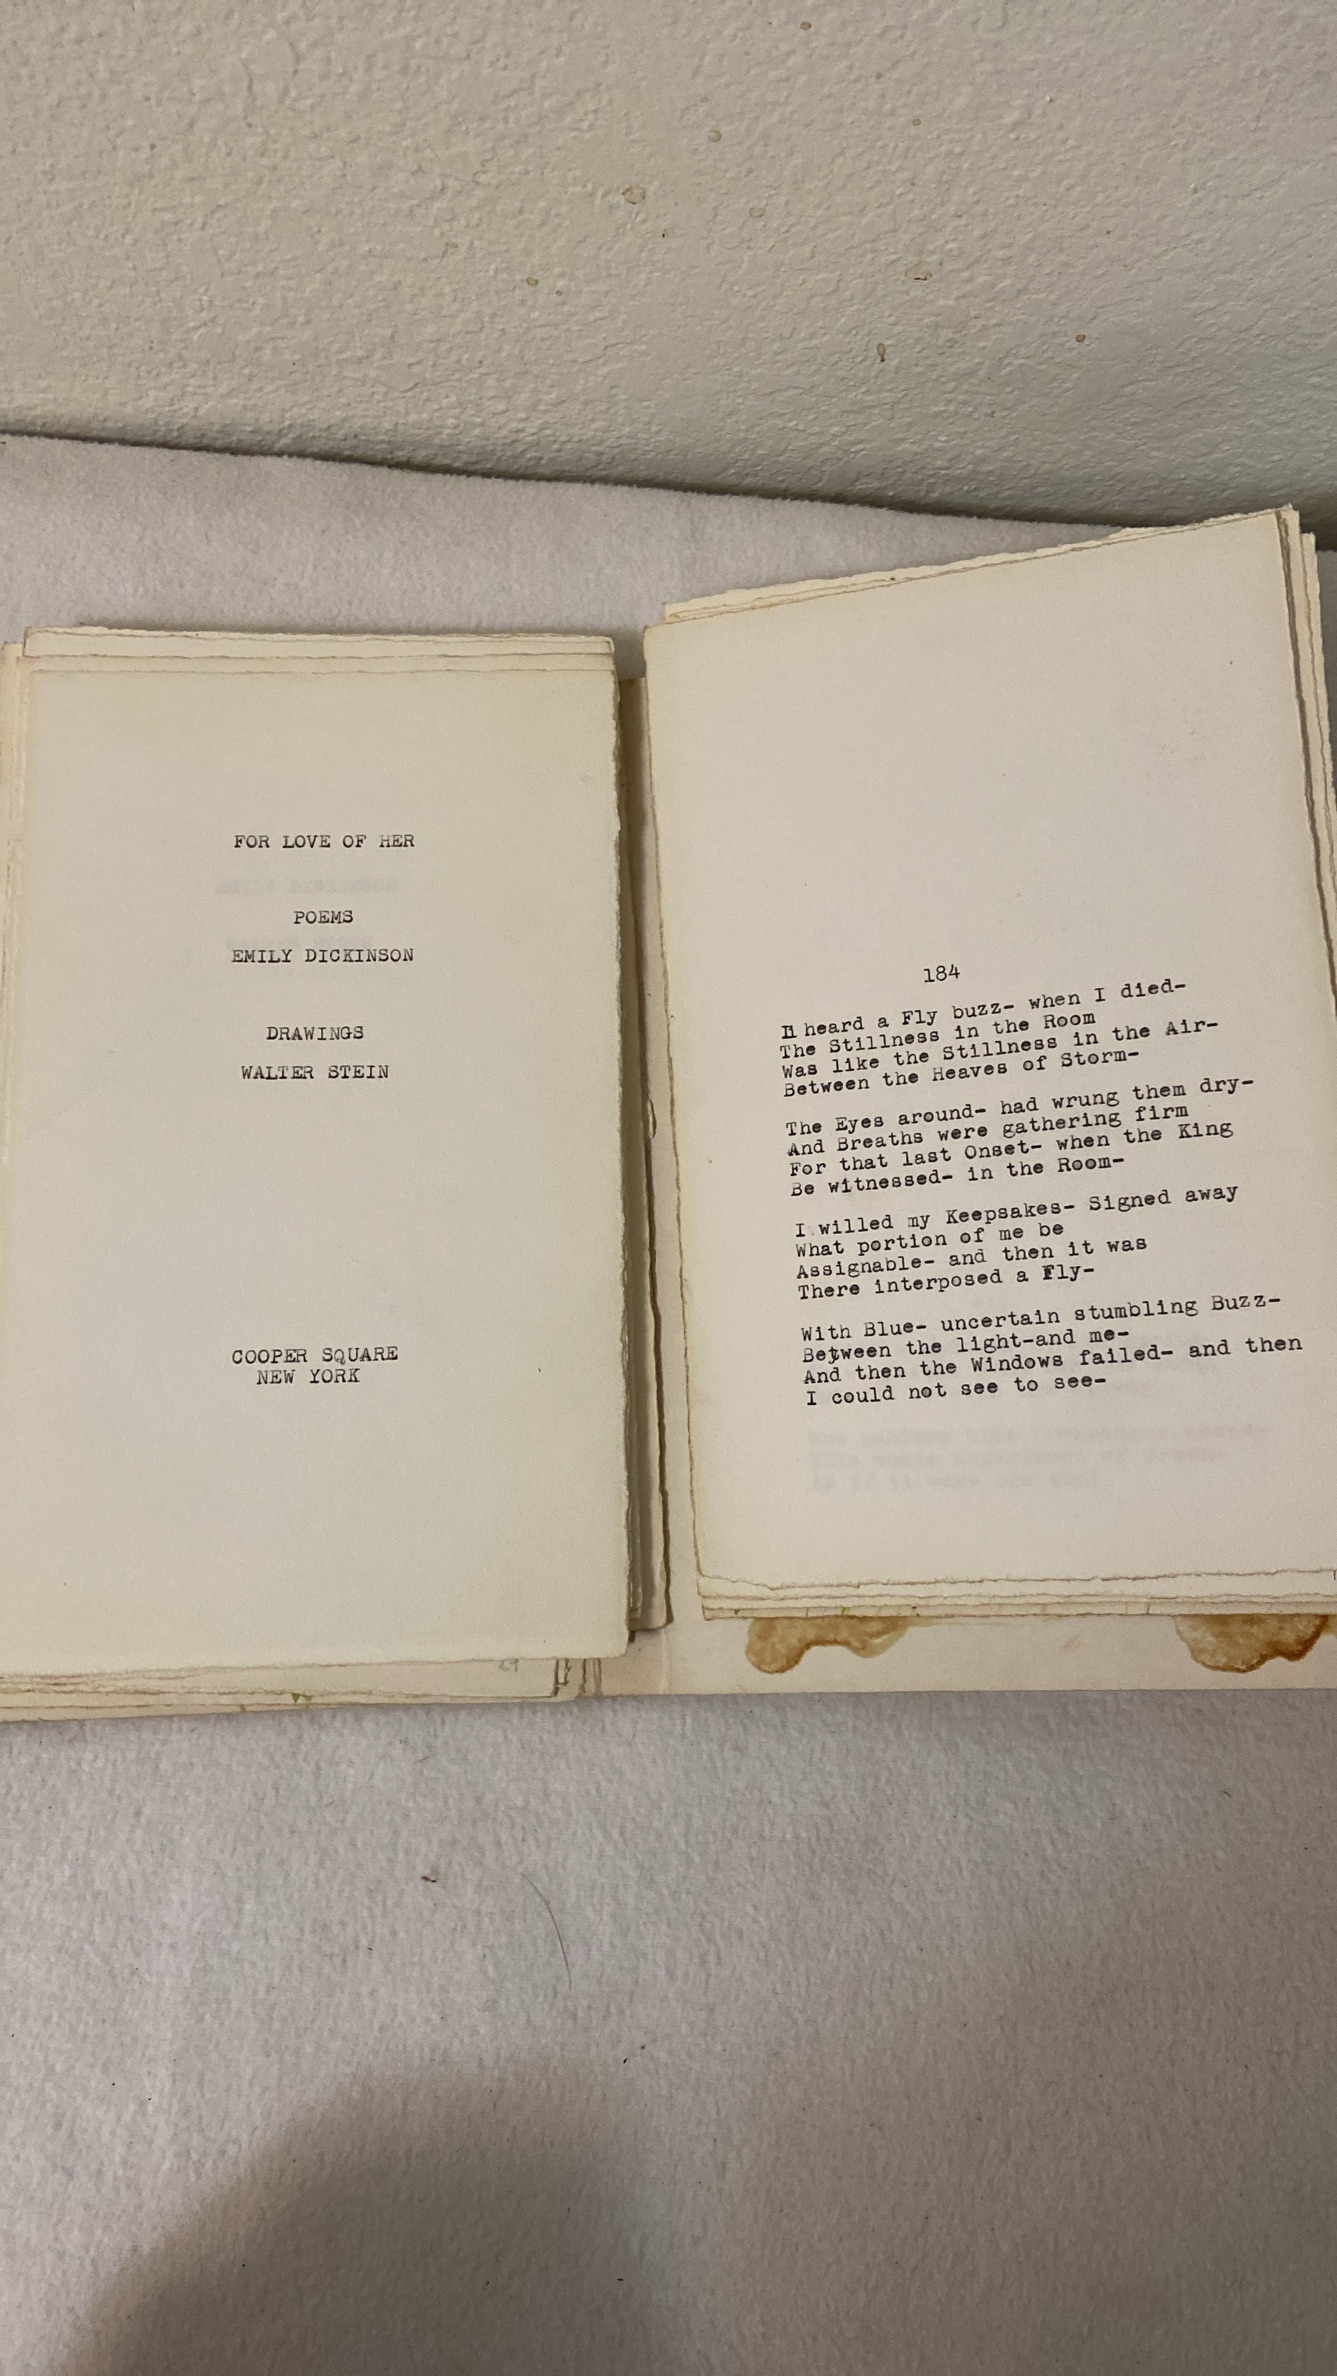 FOR LOVE OF HER
POEMS
EMILY DICKINSON
DRAWINGS
WALTER STEIN
COOPER SQUARE
NEW YORK
184
I heard a Fly buzz- when I died-
The Stillness in the Room
Was like the Stillness in the Air-
Between the Heaves of Storm-
The Eyes around- had wrung them dry-
And Breaths were gathering firm
For that last Onset- when the King
Be witnessed- in the Room-
I willed my Keepsakes- Signed away
What portion of me be
Assignable- and then it was
There interposed a Fly-
With Blue- uncertain stumbling Buzz-
Between the light-and me-
And then the Windows failed- and then
I could not see to see-